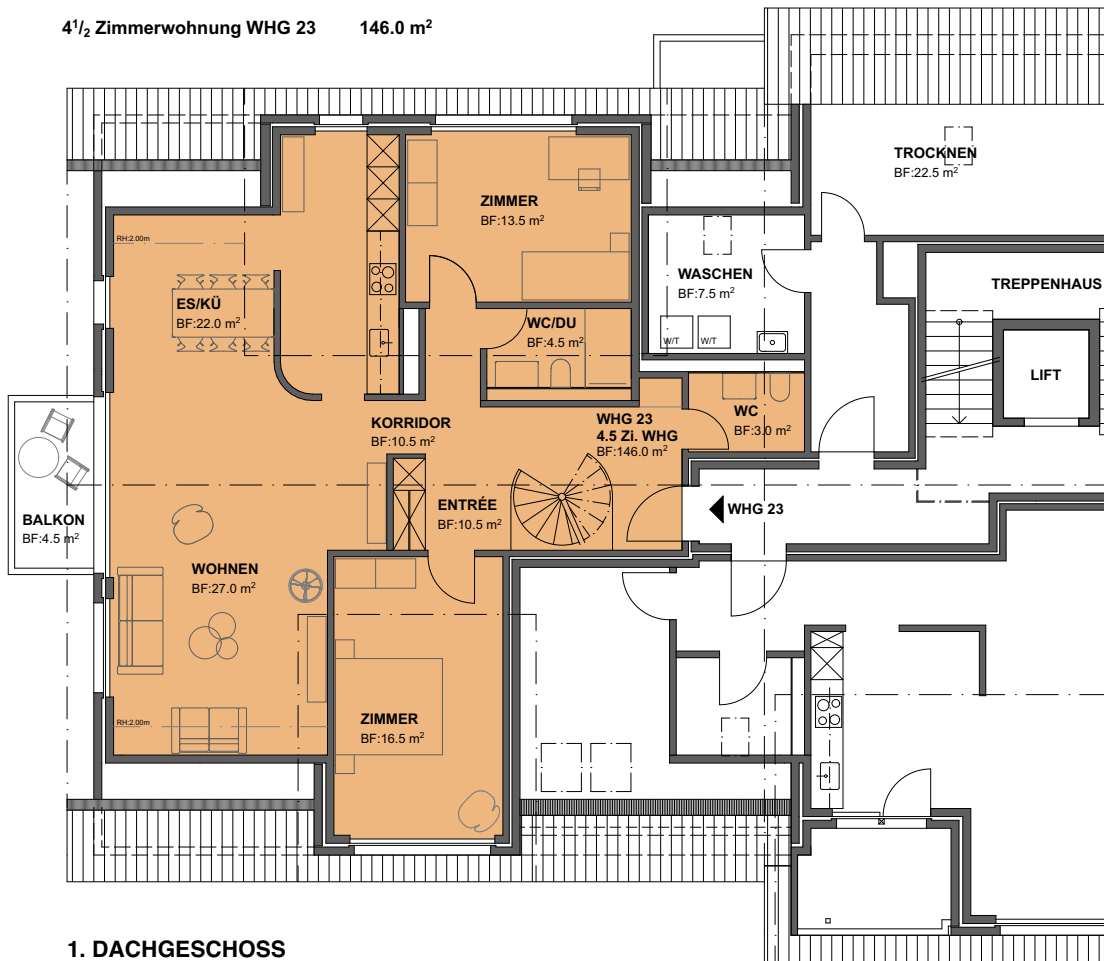 4½ Zimmerwohnung WHG 23 146.0 m²
TROCKNEN
BF:22.5 m²
ZIMMER
BF:13.5 m²
RH:2.00m
WASCHEN
BF:7.5 m²
TREPPENHAUS
ES/KÜ
BF:22.0 m²
WC/DU
BF:4.5 m²
W/T
W/T
LIFT
KORRIDOR
BF:10.5 m²
WHG 23
4.5 Zi. WHG
BF:146.0 m²
WC
BF:3.0 m²
ENTRÉE
BF:10.5 m²
WHG 23
BALKON
BF:4.5 m²
WOHNEN
BF:27.0 m²
ZIMMER
BF:16.5 m²
RH:2.00m
1. DACHGESCHOSS